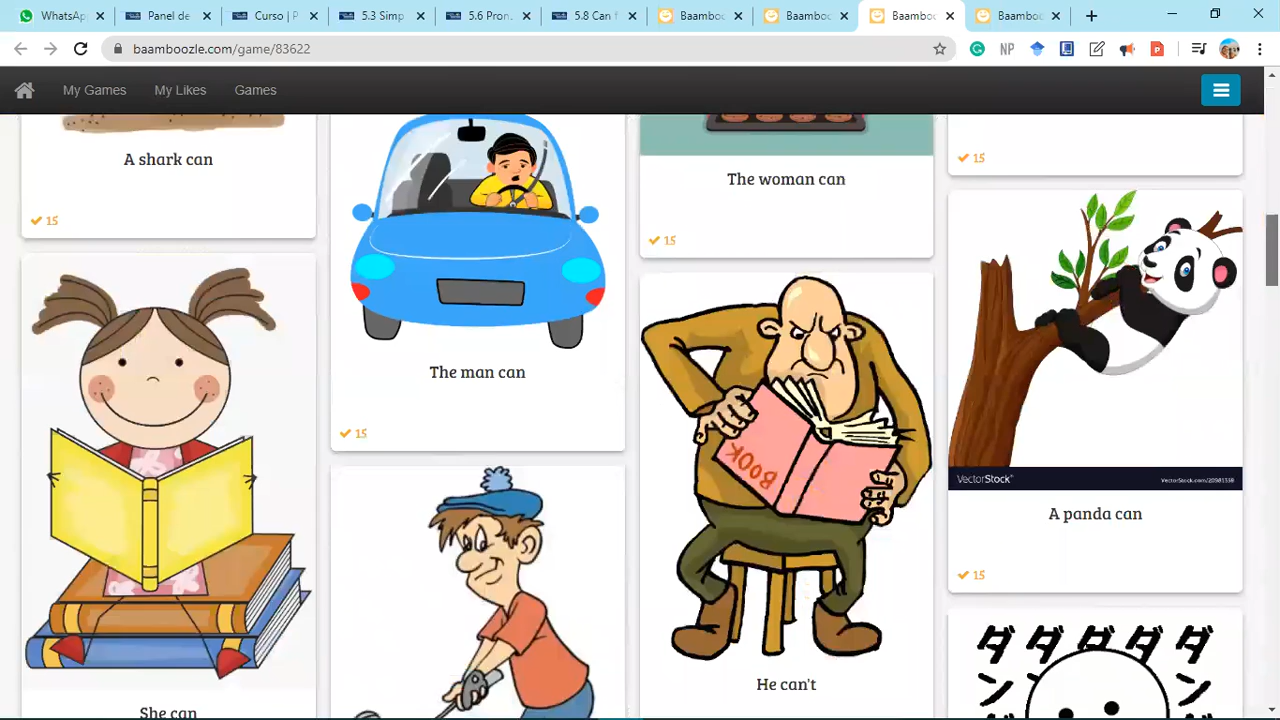 WhatsAp
Panel de
Curso | P
5.3 Simp
5.6 Pron
5.8 Can f
Baamboo
Baamboo
Baamboo
Baamboo
baamboozle.com/game/83622
NP
My Games
My Likes
Games
A shark can
15
The man can
15
The woman can
15
15
BOOK
VectorStock
VectorStock.com/20981338
A panda can
15
She can
He can't
ダダダダダ
ンンンンン